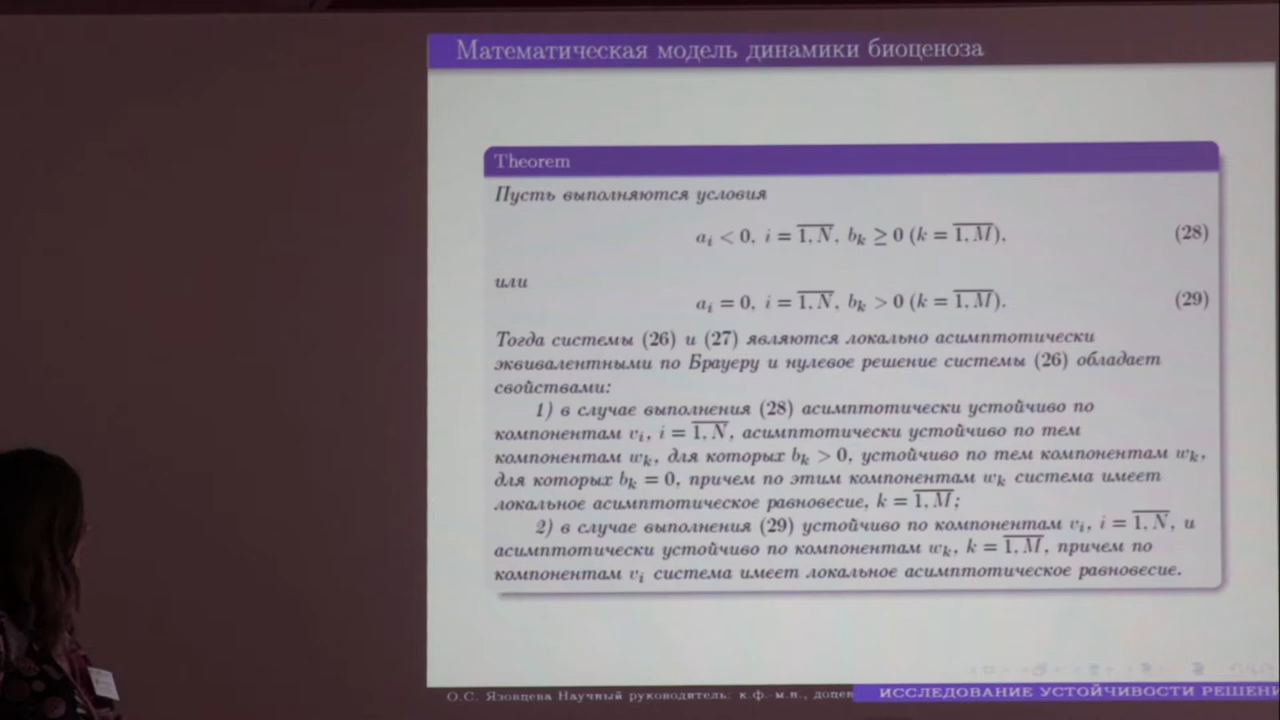 Математическая модель динамики биоценоза
Theorem
Пусть выполняются условия
a_i < 0, i = \overline{1, N}, b_k ≥ 0 (k = \overline{1, M}). (28)
или
a_i = 0, i = \overline{1, N}, b_k > 0 (k = \overline{1, M}). (29)
Тогда системы (26) и (27) являются локально асимптотически
эквивалентными по Брауеру и нулевое решение системы (26) обладает
свойствами:
1) в случае выполнения (28) асимптотически устойчиво по
компонентам v_i, i = \overline{1, N}, асимптотически устойчиво по тем
компонентам w_k, для которых b_k > 0, устойчиво по тем компонентам w_k,
для которых b_k = 0, причем по этим компонентам w_k система имеет
локальное асимптотическое равновесие, k = \overline{1, M};
2) в случае выполнения (29) устойчиво по компонентам v_i, i = \overline{1, N}, и
асимптотически устойчиво по компонентам w_k, k = \overline{1, M}, причем по
компонентам v_i система имеет локальное асимптотическое равновесие.
О.С. Язовцева Научный руководитель: к.ф.-м.н., доцен
ИССЛЕДОВАНИЕ УСТОЙЧИВОСТИ РЕШЕНИ